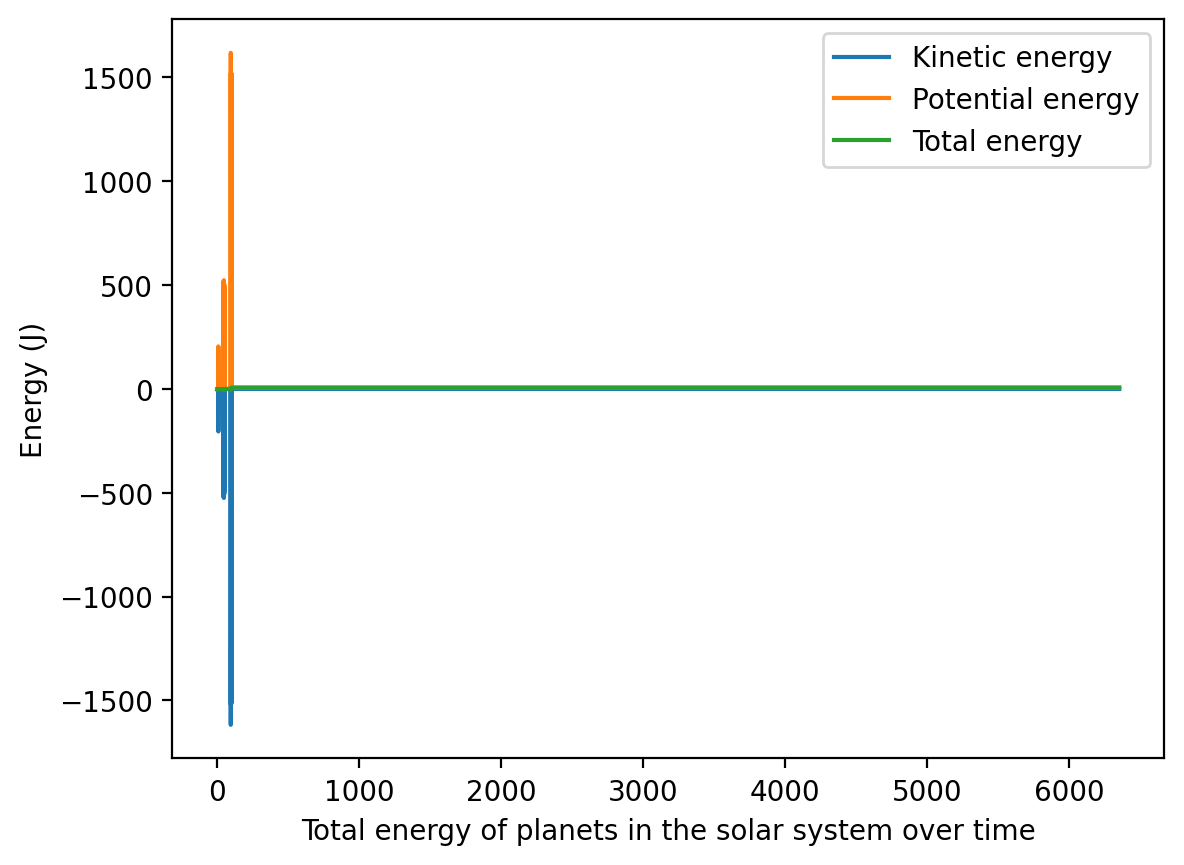 Kinetic energy
Potential energy
Total energy
1500
1000
500
0
−500
−1000
−1500
Energy (J)
0 1000 2000 3000 4000 5000 6000
Total energy of planets in the solar system over time